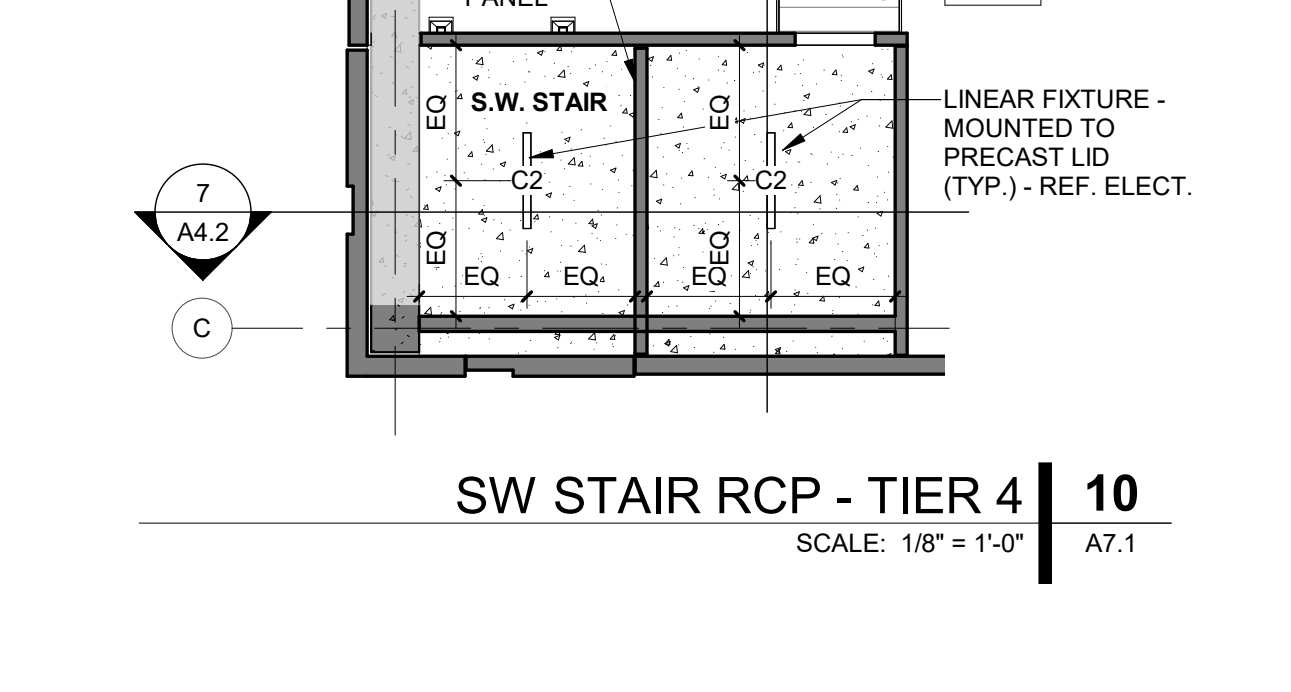 PANEL
EQ
S.W. STAIR
EQ
LINEAR FIXTURE -
MOUNTED TO
PRECAST LID
(TYP.) - REF. ELECT.
7
A4.2
C2
C2
EQ
EQ
EQ
EQ
EQ
EQ
C
SW STAIR RCP - TIER 4
10
SCALE: 1/8" = 1'-0"
A7.1